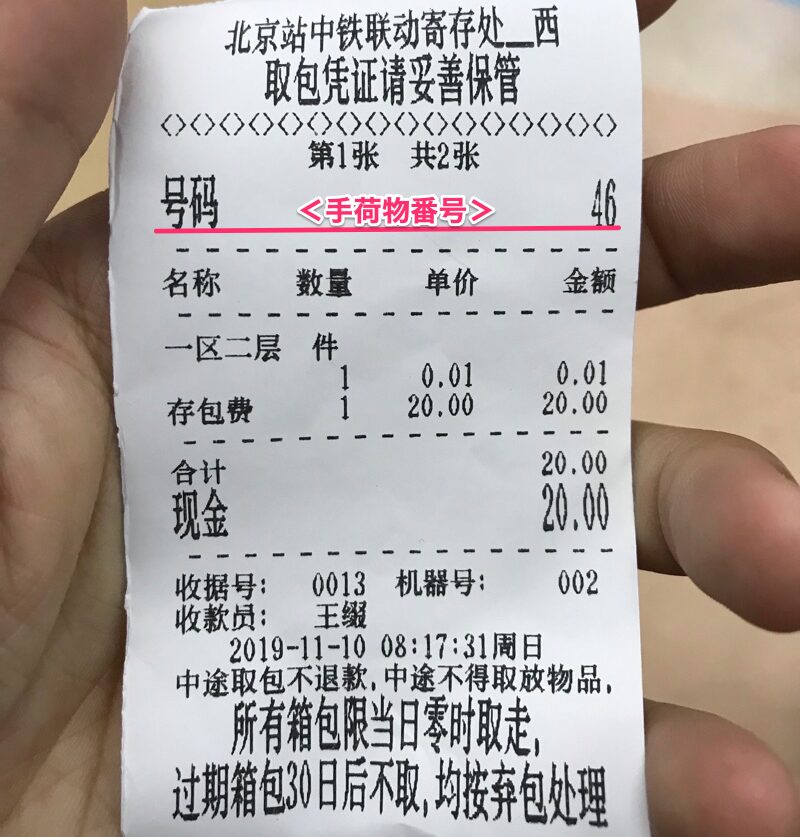 北京站中铁联动寄存处__西
取包凭证请妥善保管
◇◇◇◇◇◇◇◇◇◇◇◇◇◇◇◇
第1张 共2张
号码 <手荷物番号> 46
名称 数量 单价 金额
一区二层 件
1 0.01 0.01
存包费 1 20.00 20.00
合计 20.00
现金 20.00
收据号: 0013 机器号: 002
收款员: 王缀
2019-11-10 08:17:31周日
中途取包不退款,中途不得取放物品,
所有箱包限当日零时取走,
过期箱包30日后不取,均按弃包处理